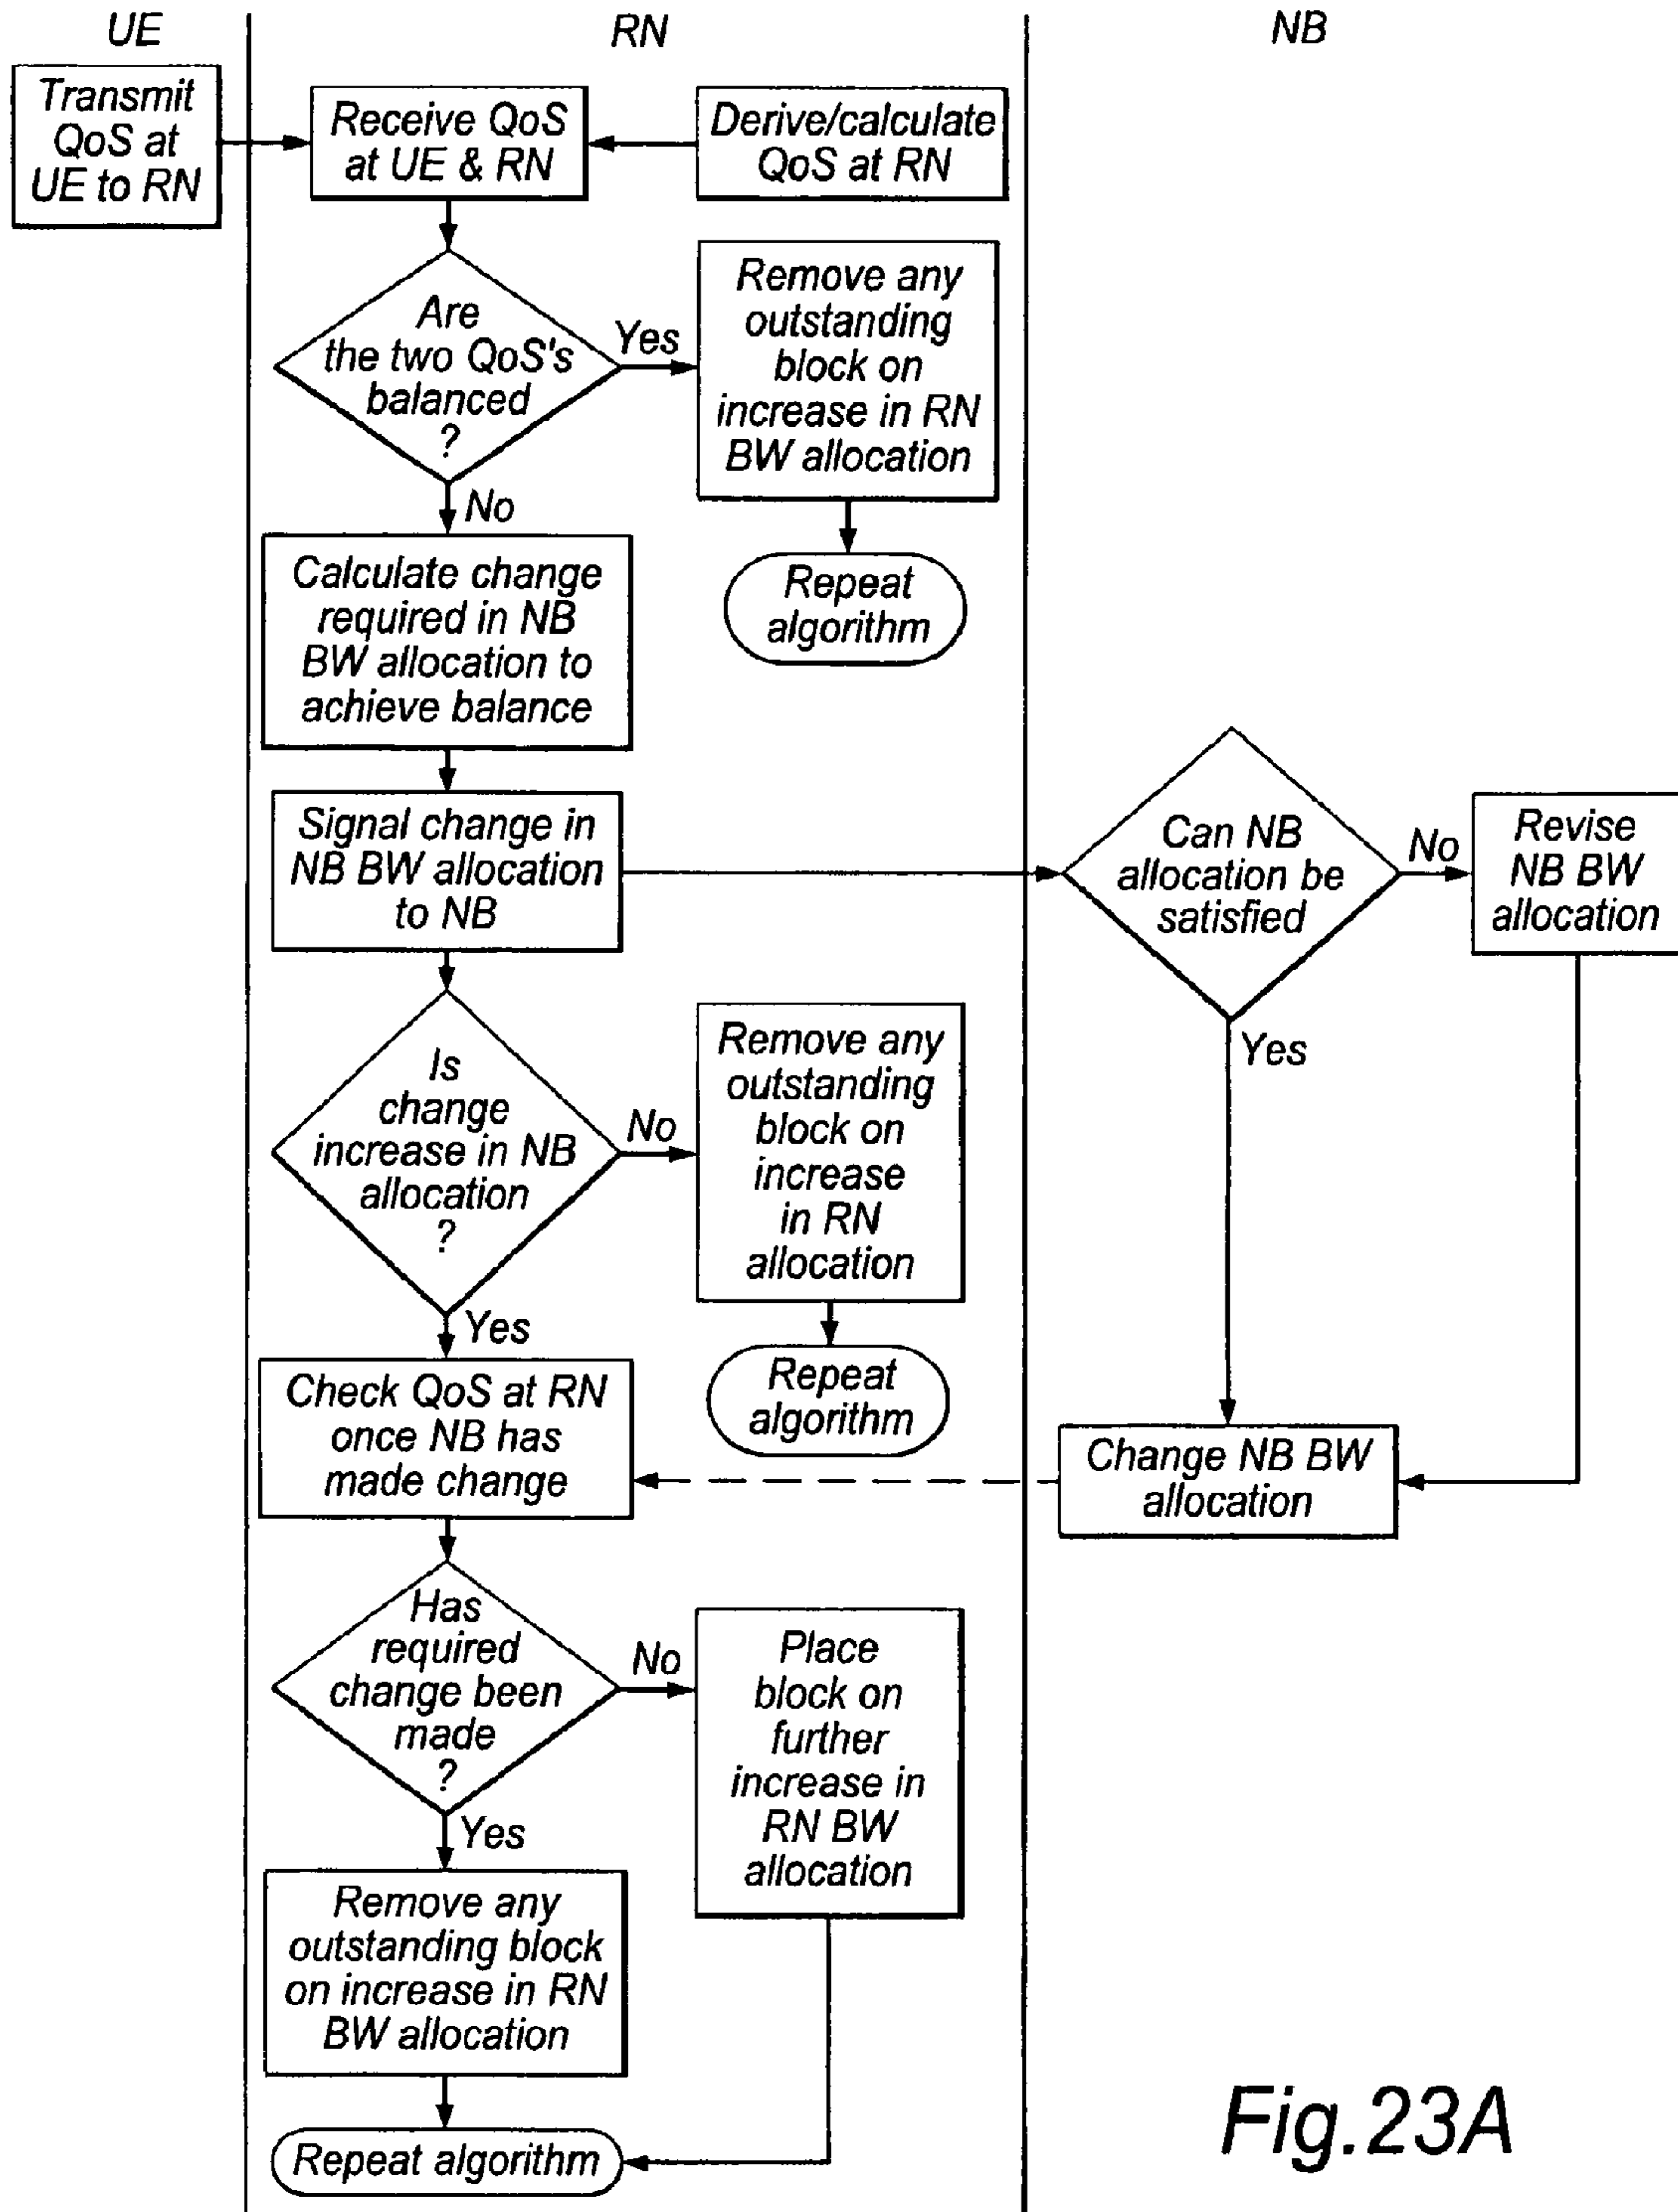 UE
RN
NB
Transmit
QoS at
UE to RN
Receive QoS
at UE & RN
Derive/calculate
QoS at RN
Are
the two QoS's
balanced
?
Yes
Remove any
outstanding
block on
increase in RN
BW allocation
Repeat
algorithm
No
Calculate change
required in NB
BW allocation to
achieve balance
Signal change in
NB BW allocation
to NB
Can NB
allocation be
satisfied
No
Revise
NB BW
allocation
Yes
Is
change
increase in NB
allocation
?
No
Remove any
outstanding
block on
increase
in RN
allocation
Repeat
algorithm
Yes
Check QoS at RN
once NB has
made change
Change NB BW
allocation
Has
required
change been
made
?
No
Place
block on
further
increase in
RN BW
allocation
Yes
Remove any
outstanding block
on increase in RN
BW allocation
Repeat algorithm
Fig.23A